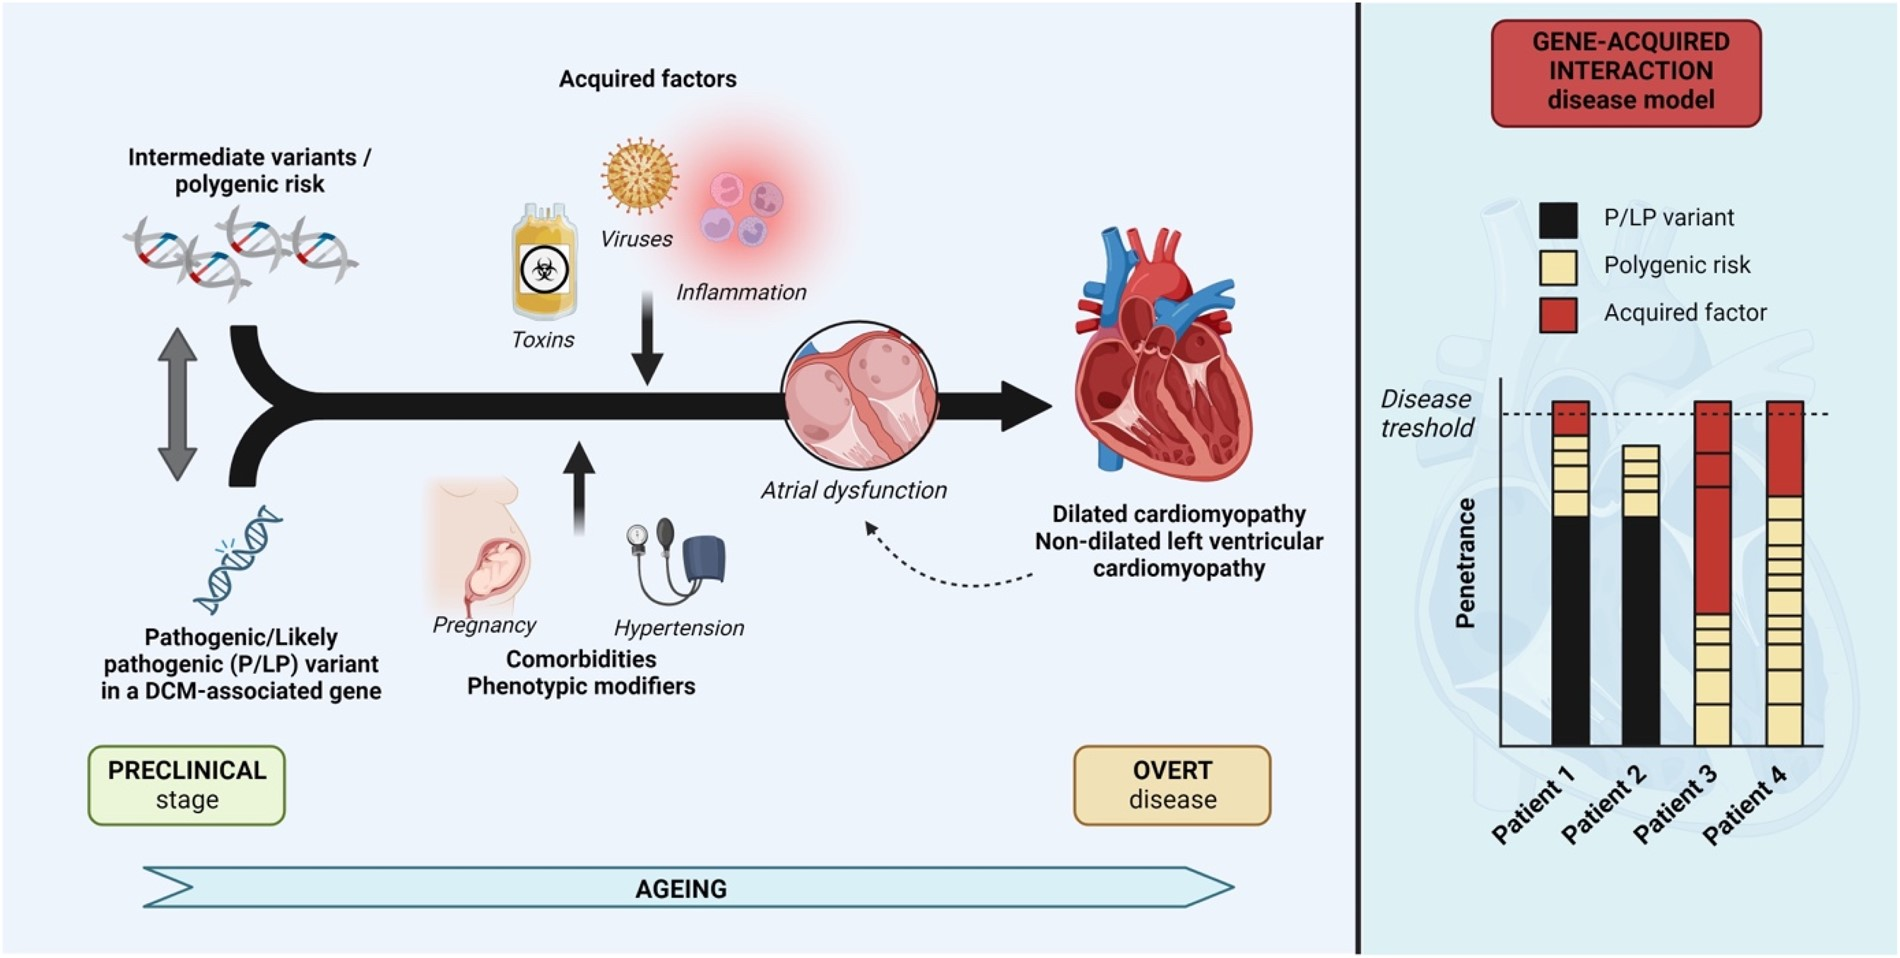 Acquired factors
Intermediate variants /
polygenic risk
Viruses
Inflammation
Toxins
Atrial dysfunction
Pregnancy
Hypertension
Comorbidities
Phenotypic modifiers
Pathogenic/Likely
pathogenic (P/LP) variant
in a DCM-associated gene
Dilated cardiomyopathy
Non-dilated left ventricular
cardiomyopathy
PRECLINICAL
stage
OVERT
disease
AGEING
GENE-ACQUIRED
INTERACTION
disease model
P/LP variant
Polygenic risk
Acquired factor
Disease
treshold
Penetrance
Patient 1
Patient 2
Patient 3
Patient 4